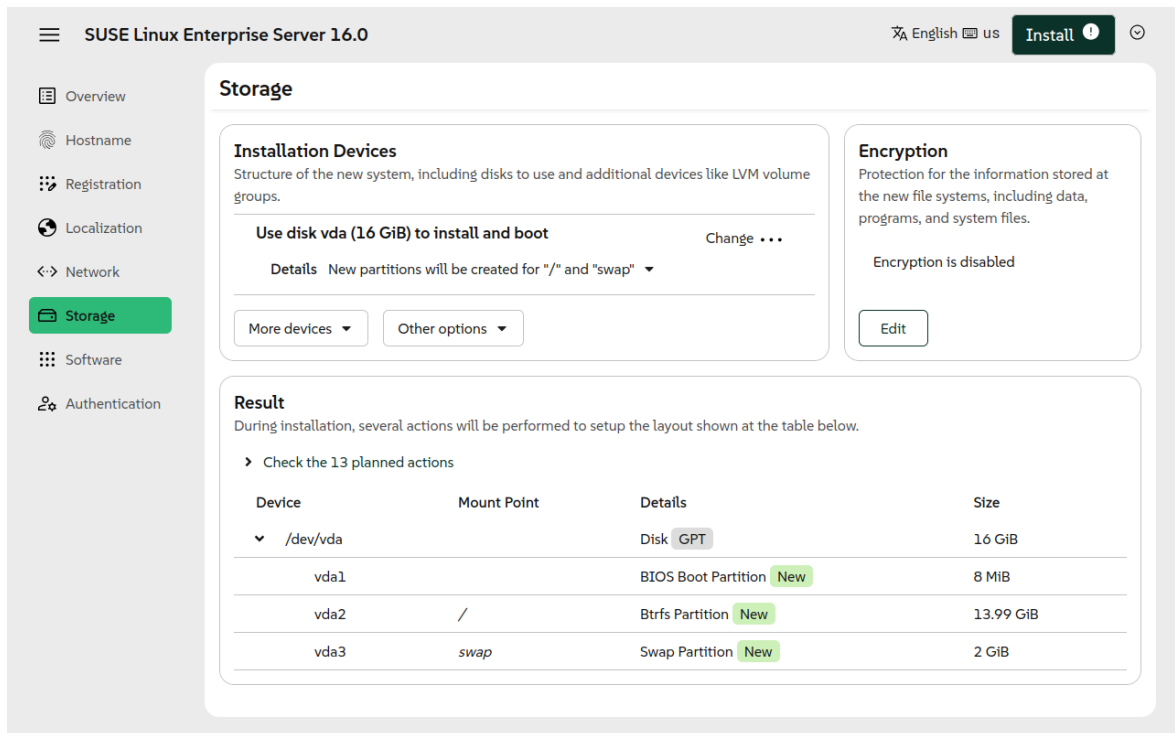 SUSE Linux Enterprise Server 16.0
English us Install
Overview
Hostname
Registration
Localization
Network
Storage
Software
Authentication
Storage
Installation Devices
Structure of the new system, including disks to use and additional devices like LVM volume
groups.
Use disk vda (16 GiB) to install and boot
Change
Details New partitions will be created for "/" and "swap"
More devices Other options
Encryption
Protection for the information stored at
the new file systems, including data,
programs, and system files.
Encryption is disabled
Edit
Result
During installation, several actions will be performed to setup the layout shown at the table below.
Check the 13 planned actions
Device Mount Point Details Size
/dev/vda Disk GPT 16 GiB
vda1 BIOS Boot Partition New 8 MiB
vda2 / Btrfs Partition New 13.99 GiB
vda3 swap Swap Partition New 2 GiB